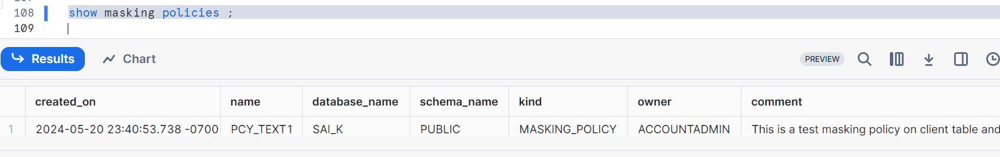 108 show masking policies ;
109
Results Chart PREVIEW
created_on name database_name schema_name kind owner comment
1 2024-05-20 23:40:53.738 -0700 PCY_TEXT1 SAI_K PUBLIC MASKING_POLICY ACCOUNTADMIN This is a test masking policy on client table and